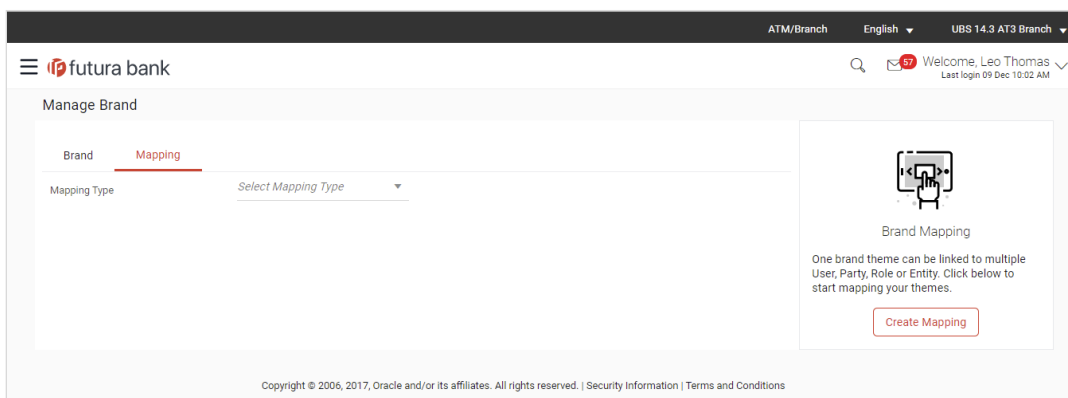 ATM/Branch English UBS 14.3 AT3 Branch
futura bank
57 Welcome, Leo Thomas
Last login 09 Dec 10:02 AM
Manage Brand
Brand Mapping
Mapping Type Select Mapping Type
Brand Mapping
One brand theme can be linked to multiple
User, Party, Role or Entity. Click below to
start mapping your themes.
Create Mapping
Copyright © 2006, 2017, Oracle and/or its affiliates. All rights reserved. | Security Information | Terms and Conditions